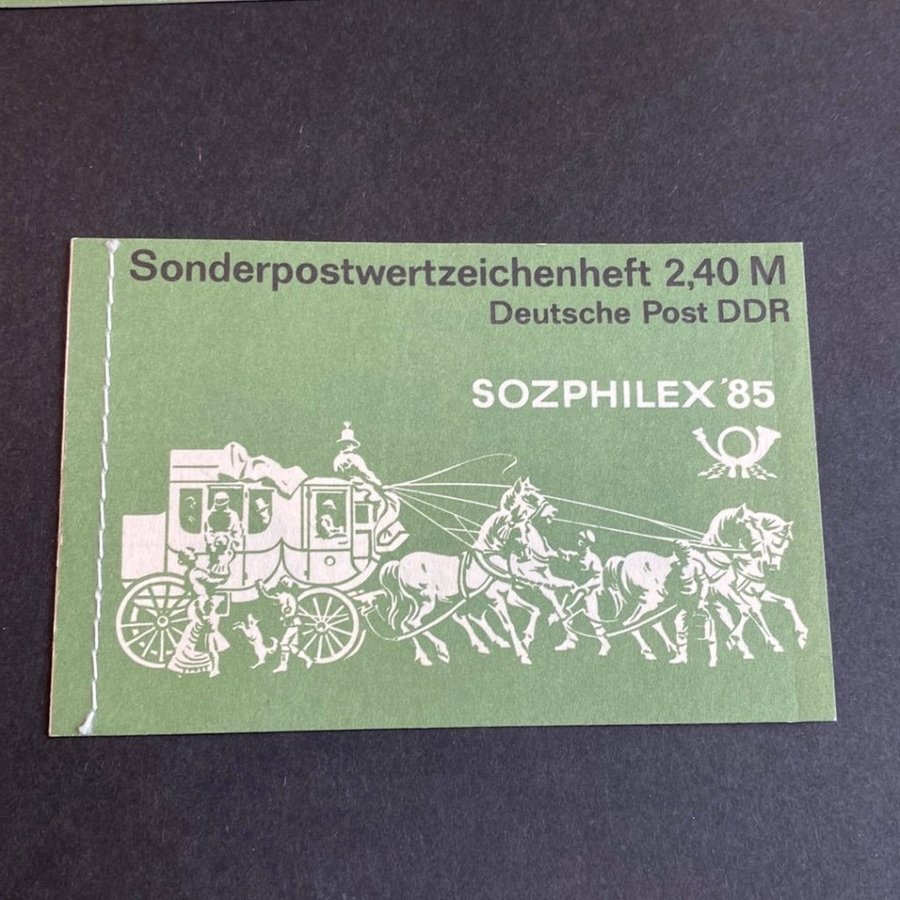 Sonderpostwertzeichenheft 2,40 M
Deutsche Post DDR
SOZPHILEX '85